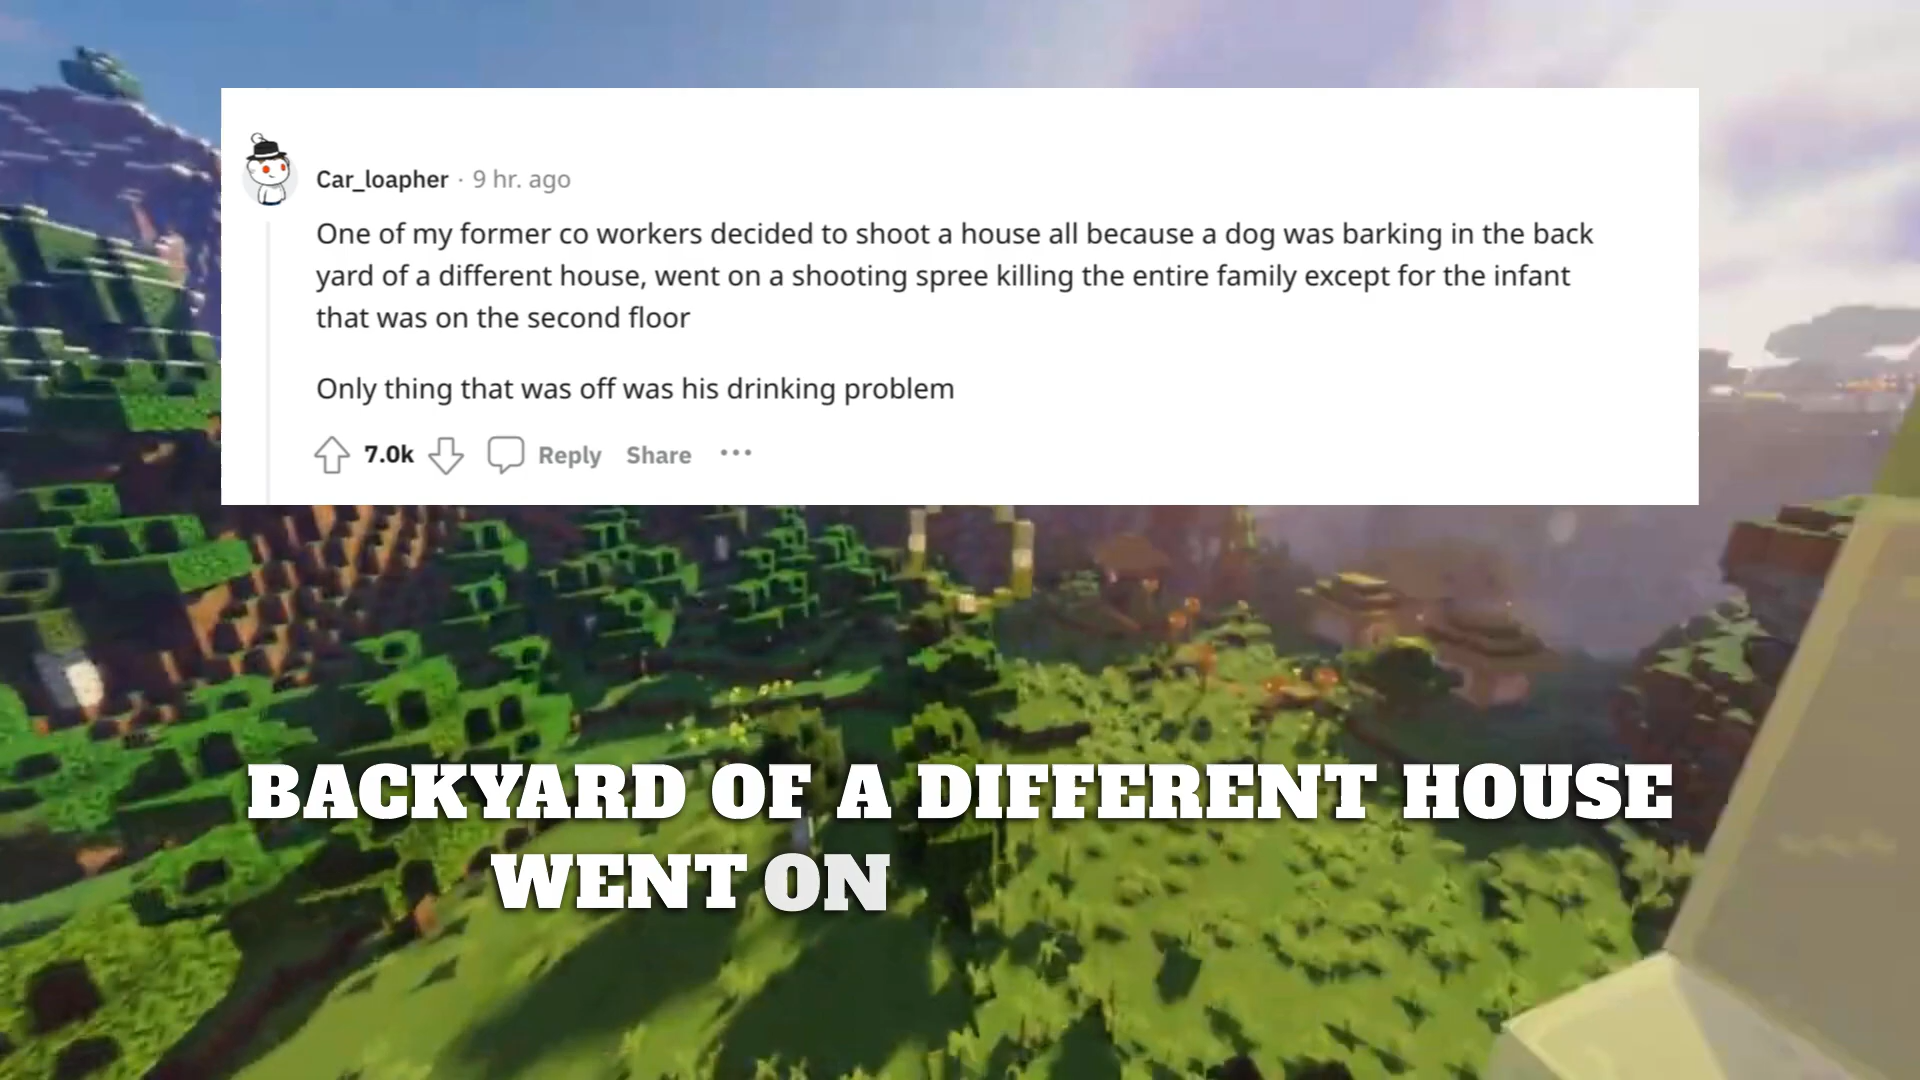 Car_loapher · 9 hr. ago
One of my former co workers decided to shoot a house all because a dog was barking in the back
yard of a different house, went on a shooting spree killing the entire family except for the infant
that was on the second floor
Only thing that was off was his drinking problem
7.0k Reply Share ...
BACKYARD OF A DIFFERENT HOUSE
WENT ON